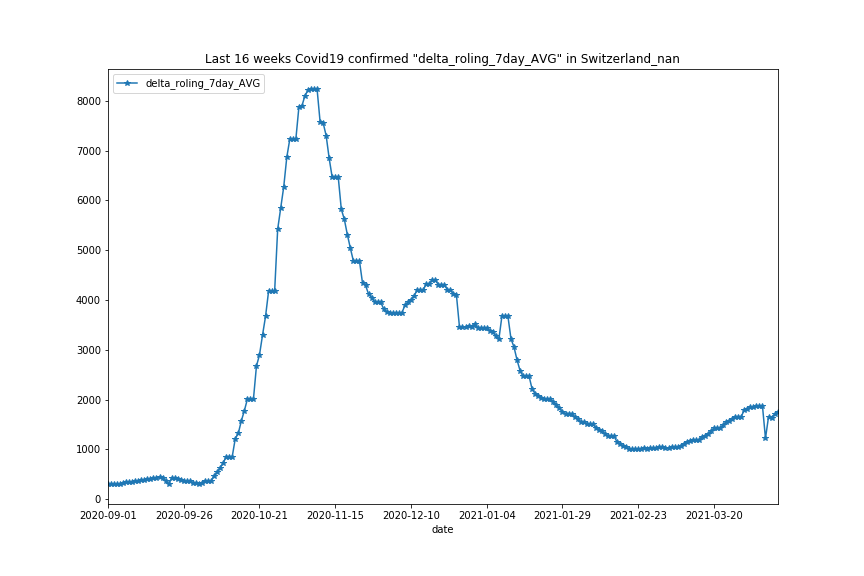 Last 16 weeks Covid19 confirmed "delta_roling_7day_AVG" in Switzerland_nan
delta_roling_7day_AVG
8000
7000
6000
5000
4000
3000
2000
1000
0
2020-09-01 2020-09-26 2020-10-21 2020-11-15 2020-12-10 2021-01-04 2021-01-29 2021-02-23 2021-03-20
date